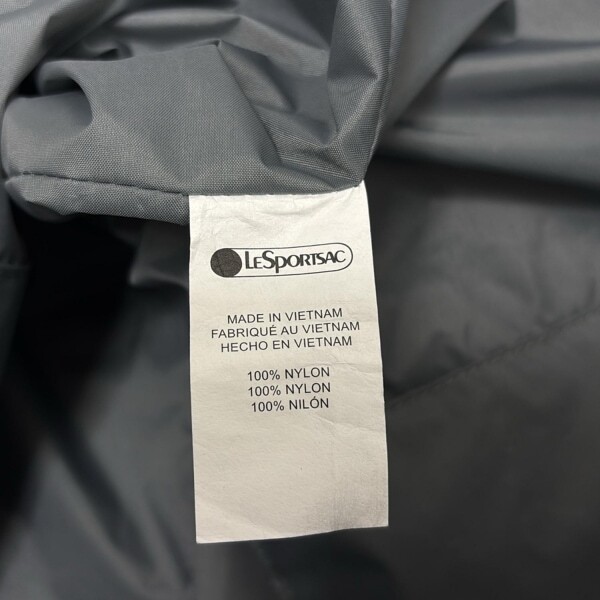 LESPORTSAC
MADE IN VIETNAM
FABRIQUÉ AU VIETNAM
HECHO EN VIETNAM
100% NYLON
100% NYLON
100% NILÓN